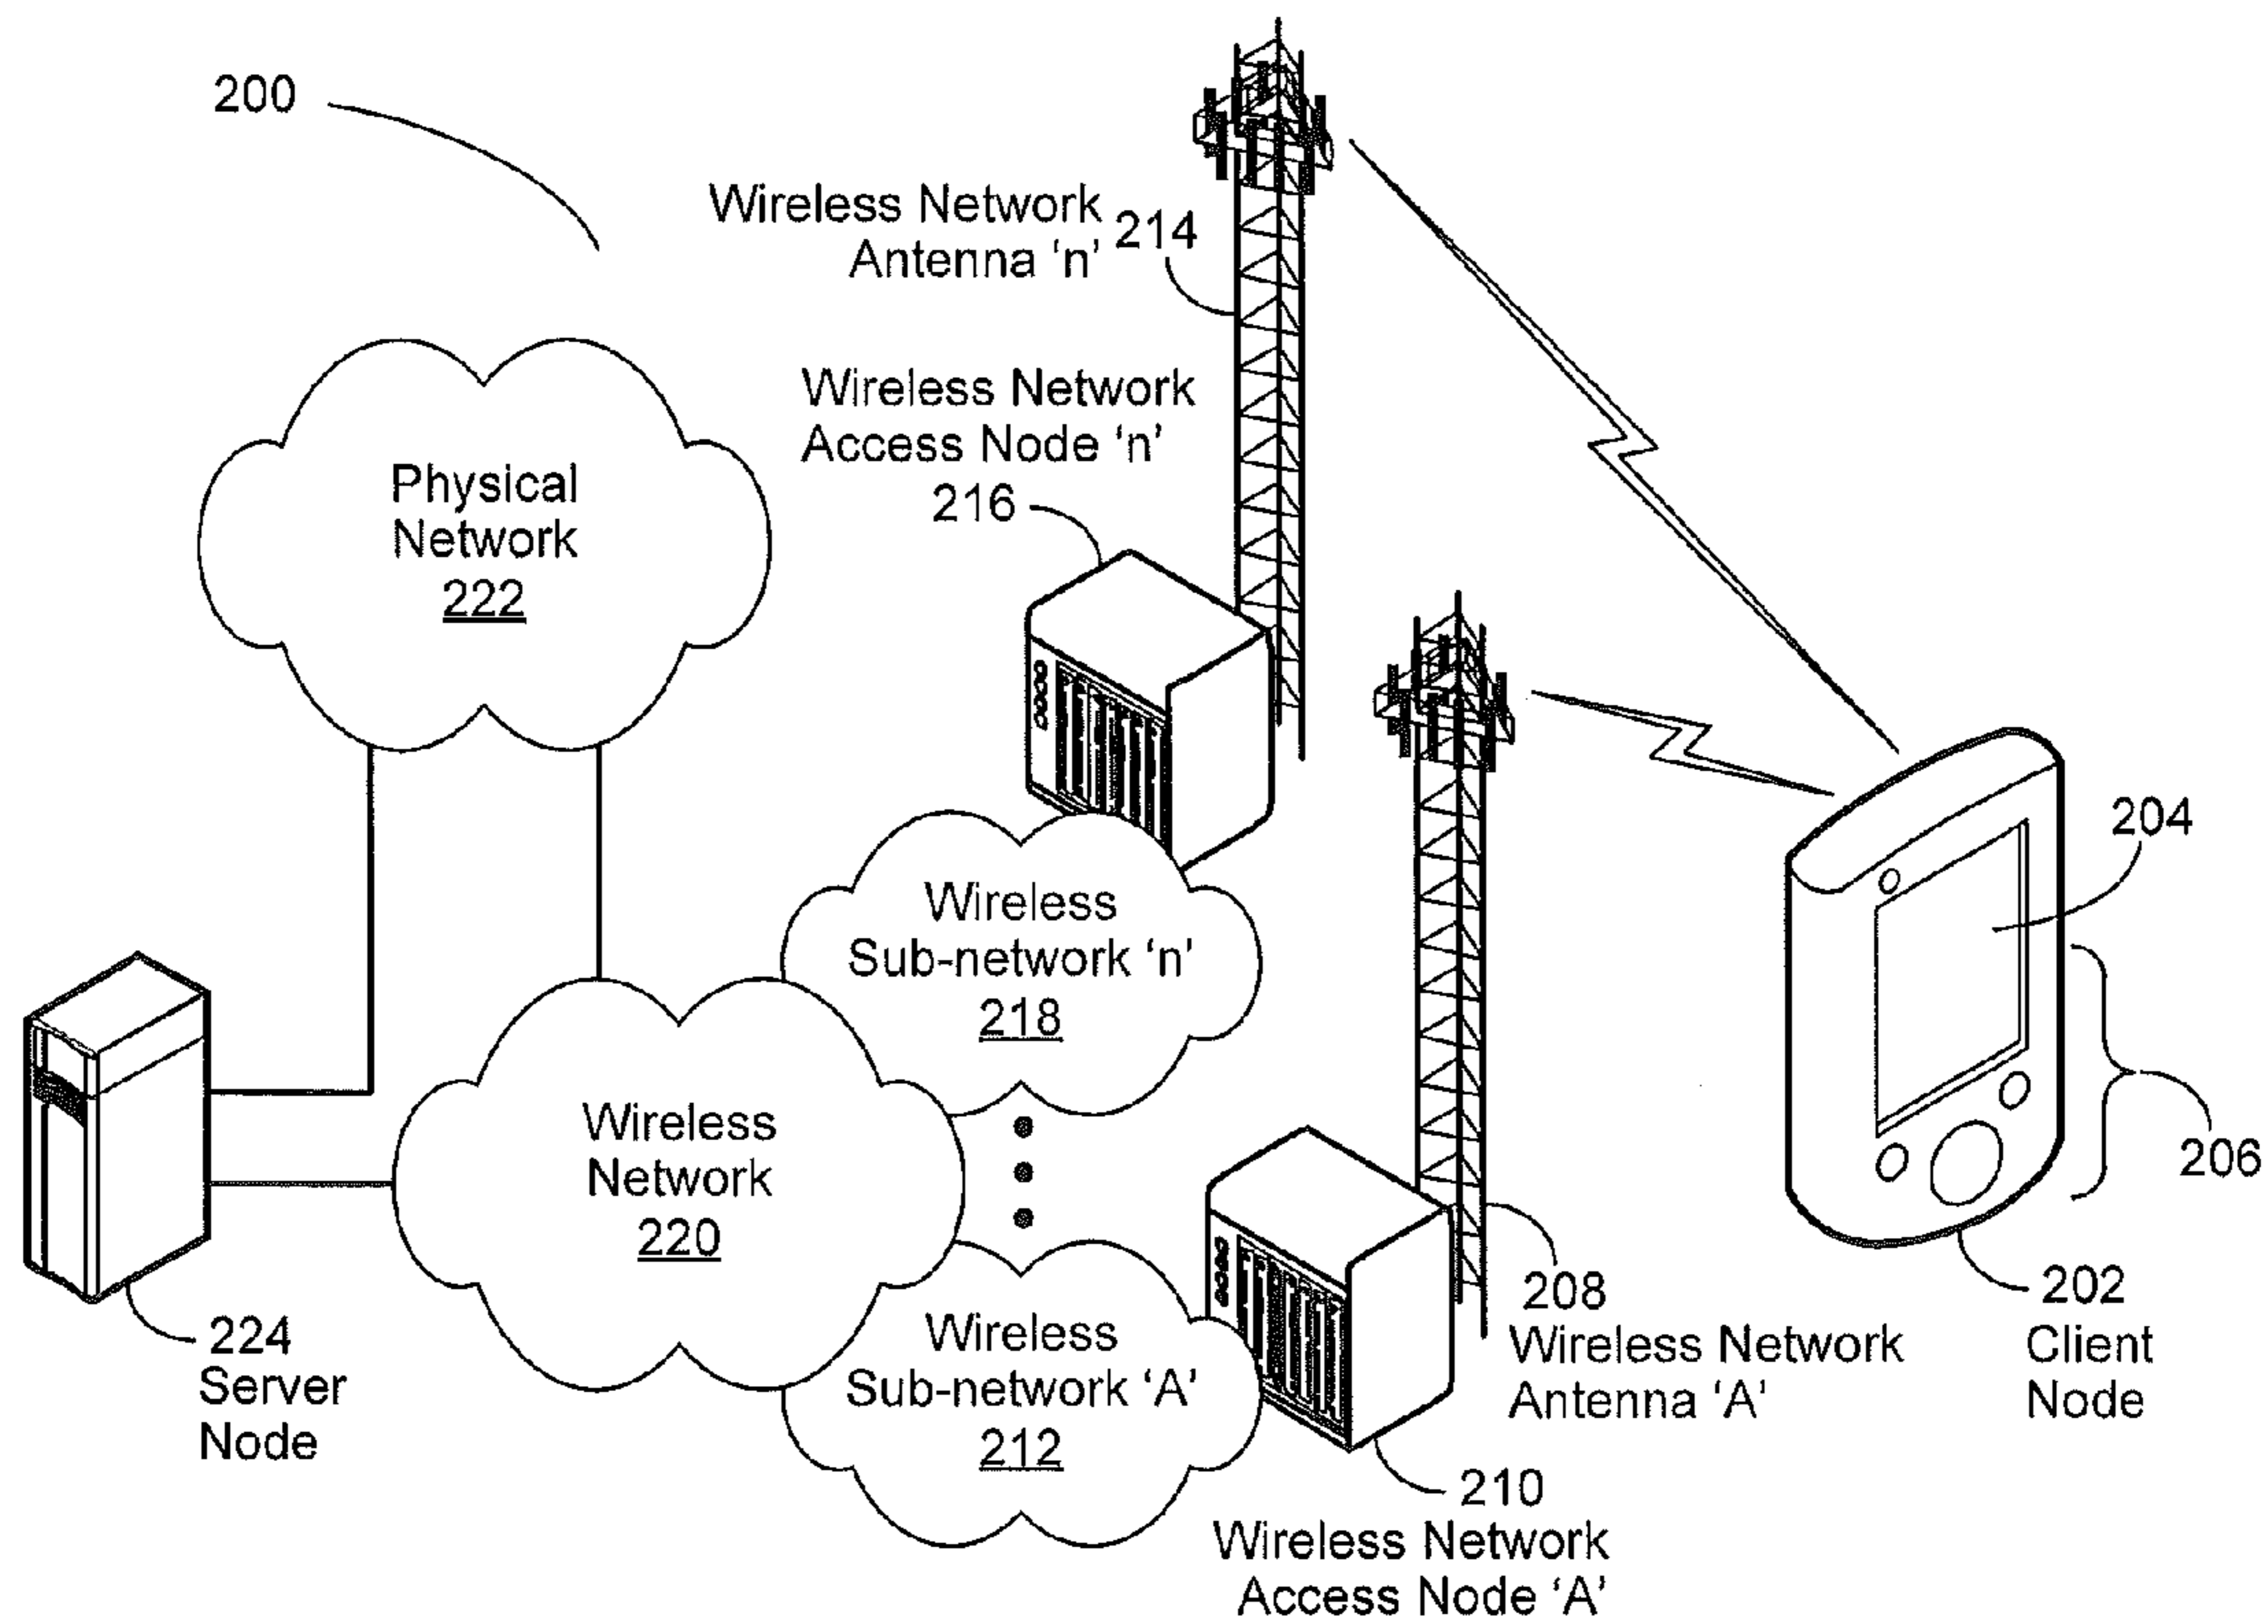 200
Wireless Network
Antenna 'n'
214
Wireless Network
Access Node 'n'
216
Physical
Network
222
204
Wireless
Sub-network 'n'
218
Wireless
Network
220
206
208
Wireless Network
Antenna 'A'
202
Client
Node
224
Server
Node
Wireless
Sub-network 'A'
212
210
Wireless Network
Access Node 'A'